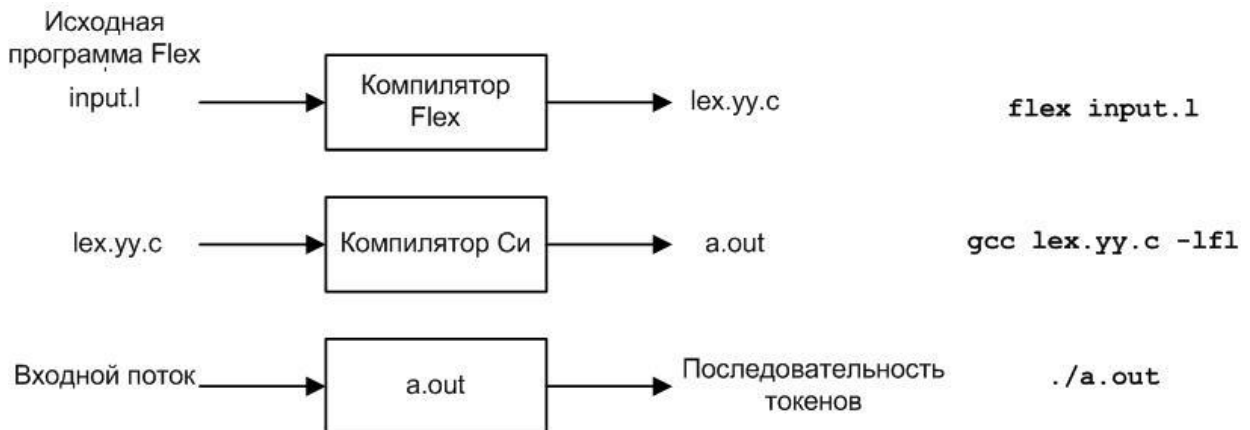 Исходная
программа Flex
input.l
Компилятор
Flex
lex.yy.c
flex input.l
lex.yy.c
Компилятор Си
a.out
gcc lex.yy.c -lfl
Входной поток
a.out
Последовательность
токенов
./a.out